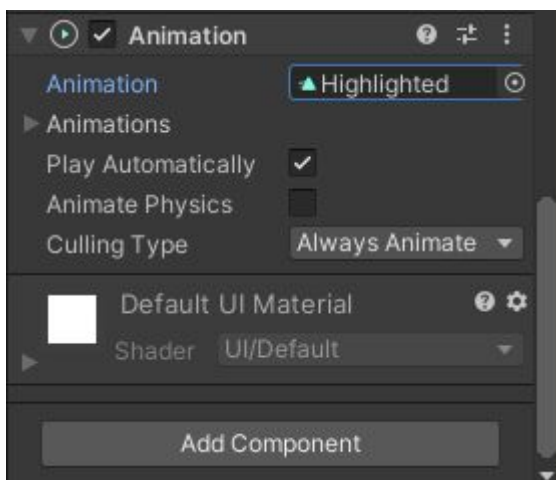 Animation
Animation Highlighted
Animations
Play Automatically
Animate Physics
Culling Type Always Animate
Default UI Material
Shader UI/Default
Add Component